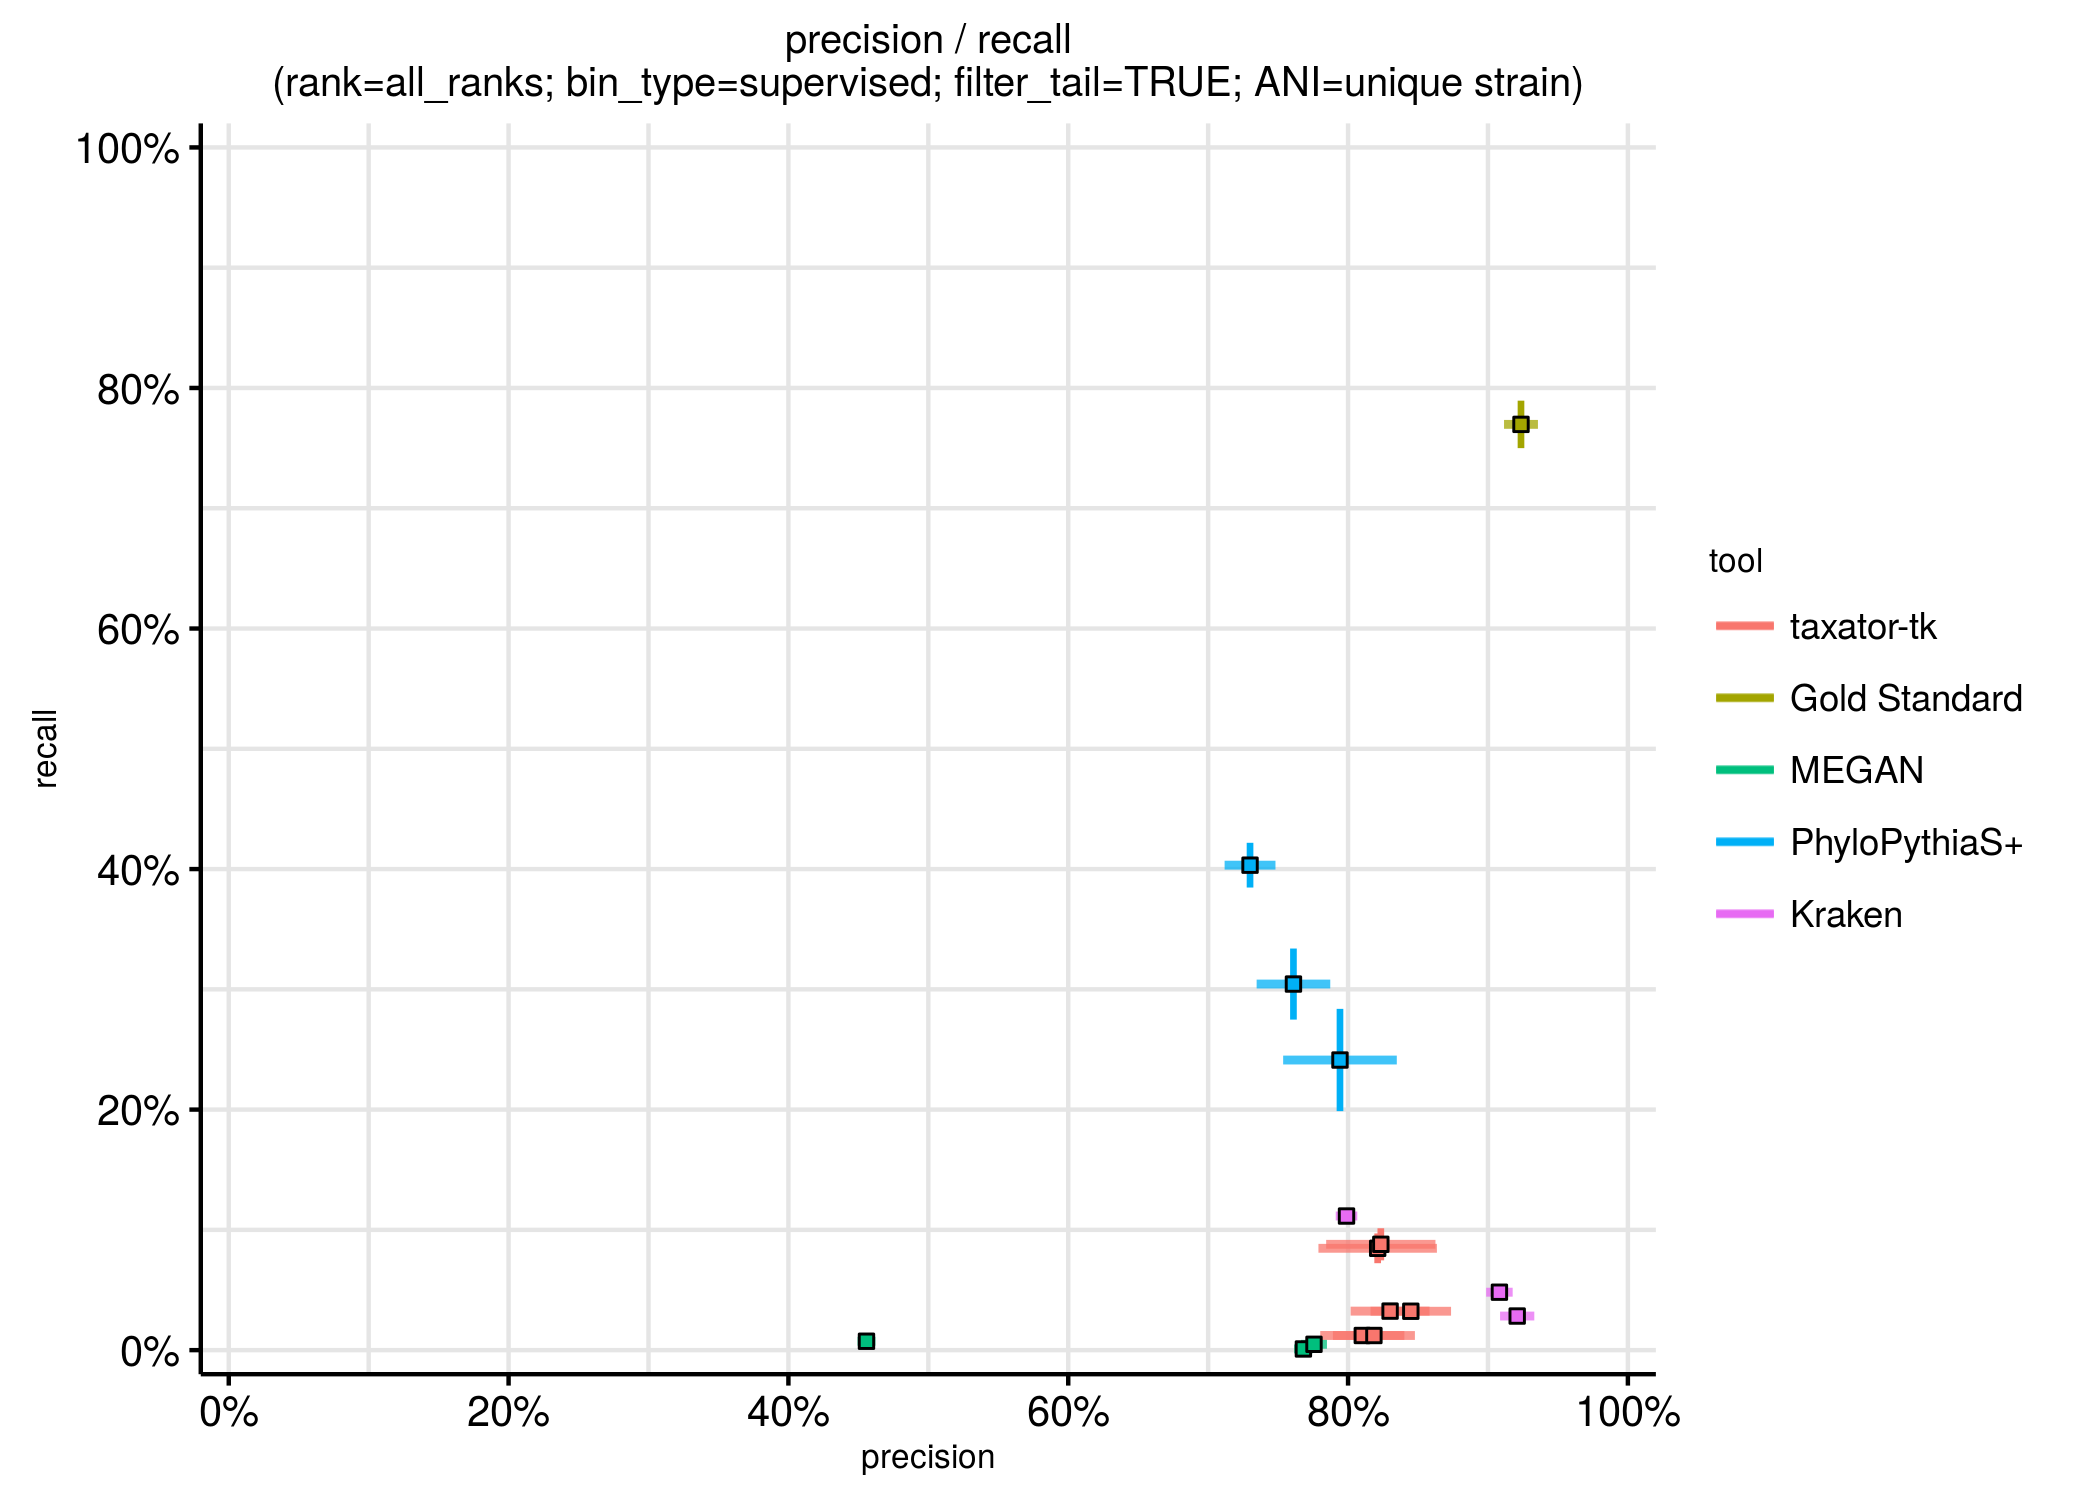 precision / recall
(rank=all_ranks; bin_type=supervised; filter_tail=TRUE; ANI=unique strain)
100%
80%
60%
40%
20%
0%
recall
0%
20%
40%
60%
80%
100%
precision
tool
taxator-tk
Gold Standard
MEGAN
PhyloPythiaS+
Kraken